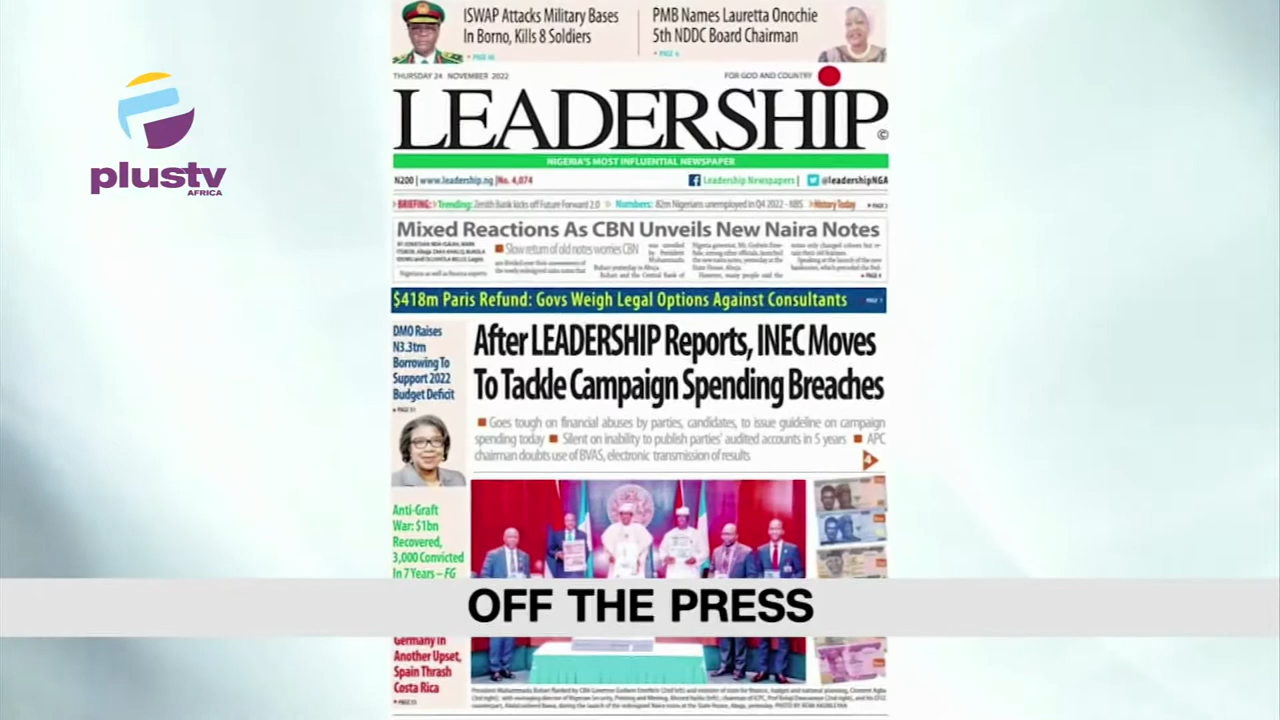 ISWAP Attacks Military Bases
In Borno, Kills 8 Soldiers
PMB Names Lauretta Onochie
5th NDDC Board Chairman
plustv
AFRICA
THURSDAY 24 NOVEMBER 2022
FOR GOD AND COUNTRY
LEADERSHIP
NIGERIA'S MOST INFLUENTIAL NEWSPAPER
N200 | www.leadership.ng |No. 4,074
Leadership Newspapers |
@leadershipNGA
BRIEFING: Trending: Zenith Bank kicks off Future Forward 2.0 Numbers: 82m Nigerians unemployed in Q4 2022 - NBS History Today
Mixed Reactions As CBN Unveils New Naira Notes
Slow return of old notes worries CBN
$418m Paris Refund: Govs Weigh Legal Options Against Consultants
DMO Raises
N3.3tm
Borrowing To
Support 2022
Budget Deficit
After LEADERSHIP Reports, INEC Moves
To Tackle Campaign Spending Breaches
Goes tough on financial abuses by parties, candidates, to issue guideline on campaign
spending today Silent on inability to publish parties' audited accounts in 5 years APC
chairman doubts use of BVAS, electronic transmission of results
4
Anti-Graft
War: $1bn
Recovered,
3,000 Convicted
In 7 Years – FG
OFF THE PRESS
Germany in
Another Upset,
Spain Thrash
Costa Rica